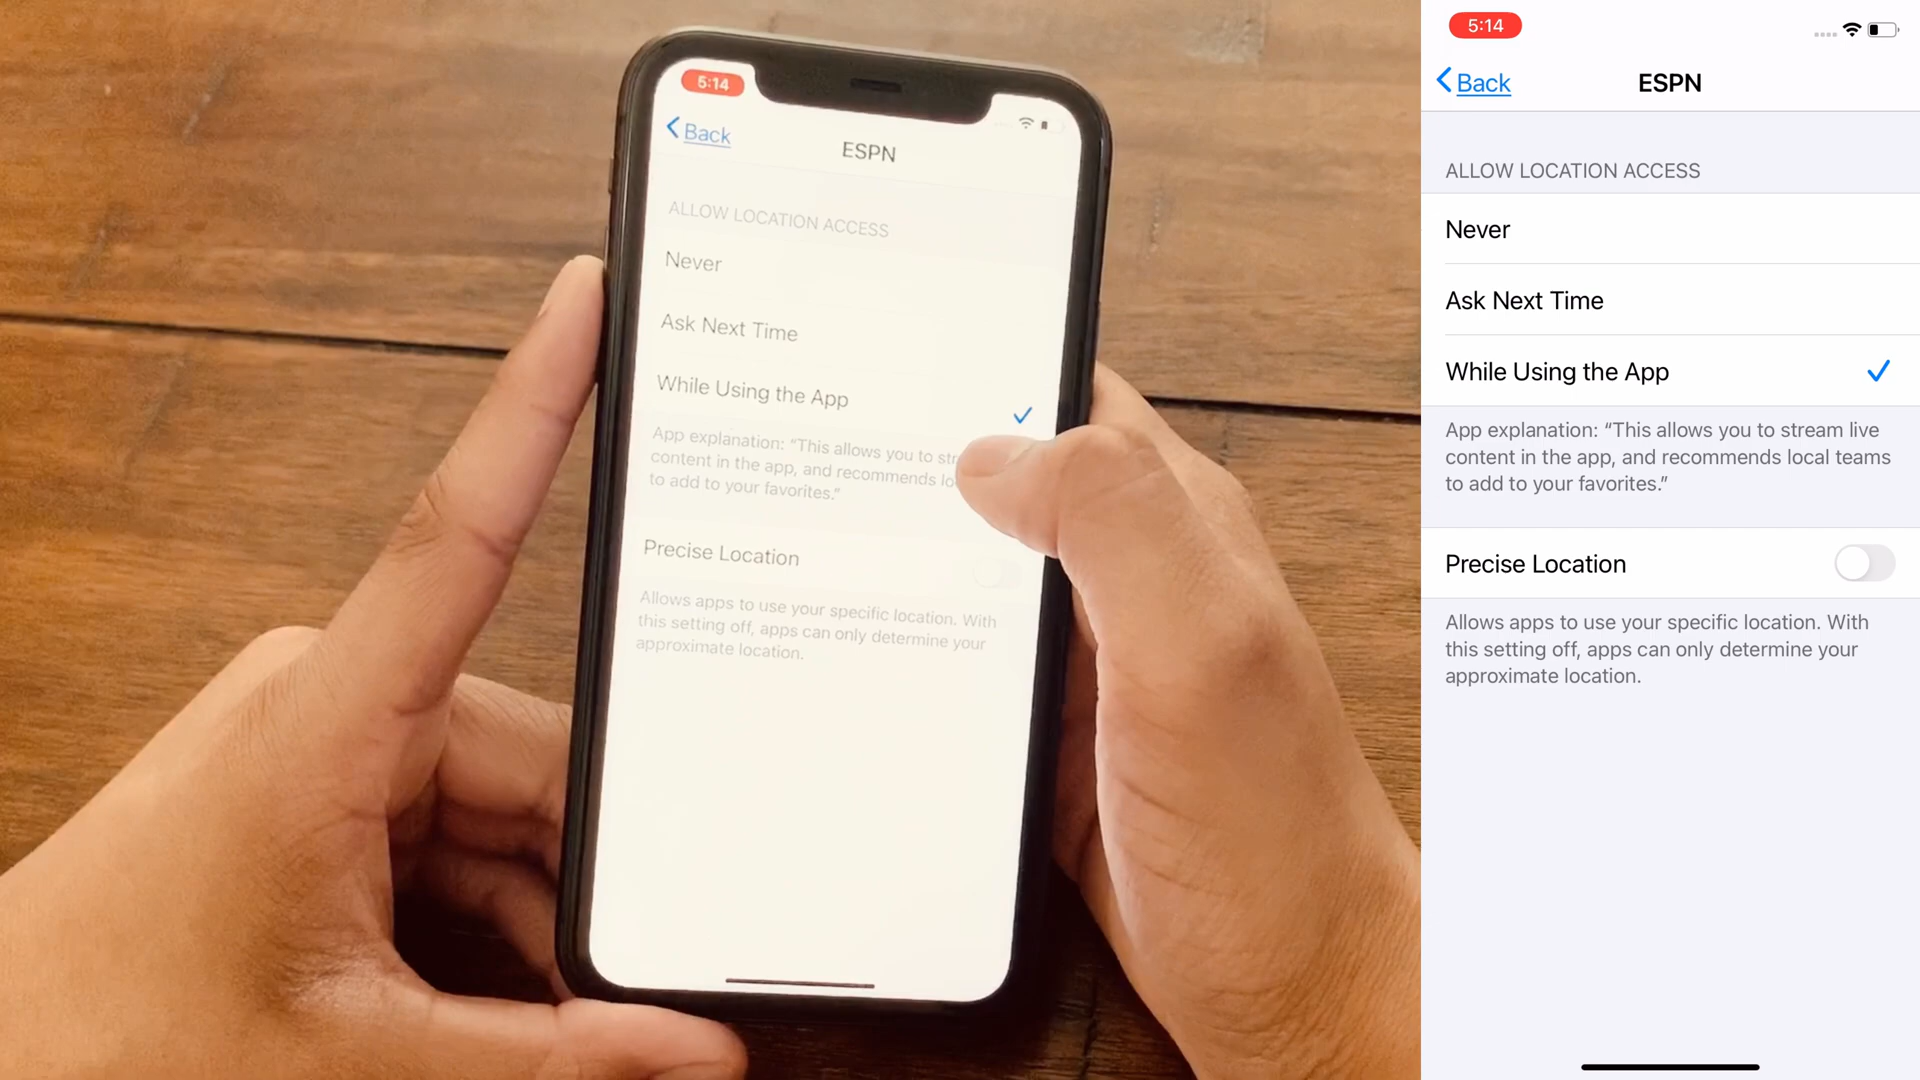 5:14
Back
ESPN
ALLOW LOCATION ACCESS
Never
Ask Next Time
While Using the App
App explanation: “This allows you to str
content in the app, and recommends lo
to add to your favorites.”
Precise Location
Allows apps to use your specific location. With
this setting off, apps can only determine your
approximate location.
5:14
Back
ESPN
ALLOW LOCATION ACCESS
Never
Ask Next Time
While Using the App
App explanation: “This allows you to stream live
content in the app, and recommends local teams
to add to your favorites.”
Precise Location
Allows apps to use your specific location. With
this setting off, apps can only determine your
approximate location.